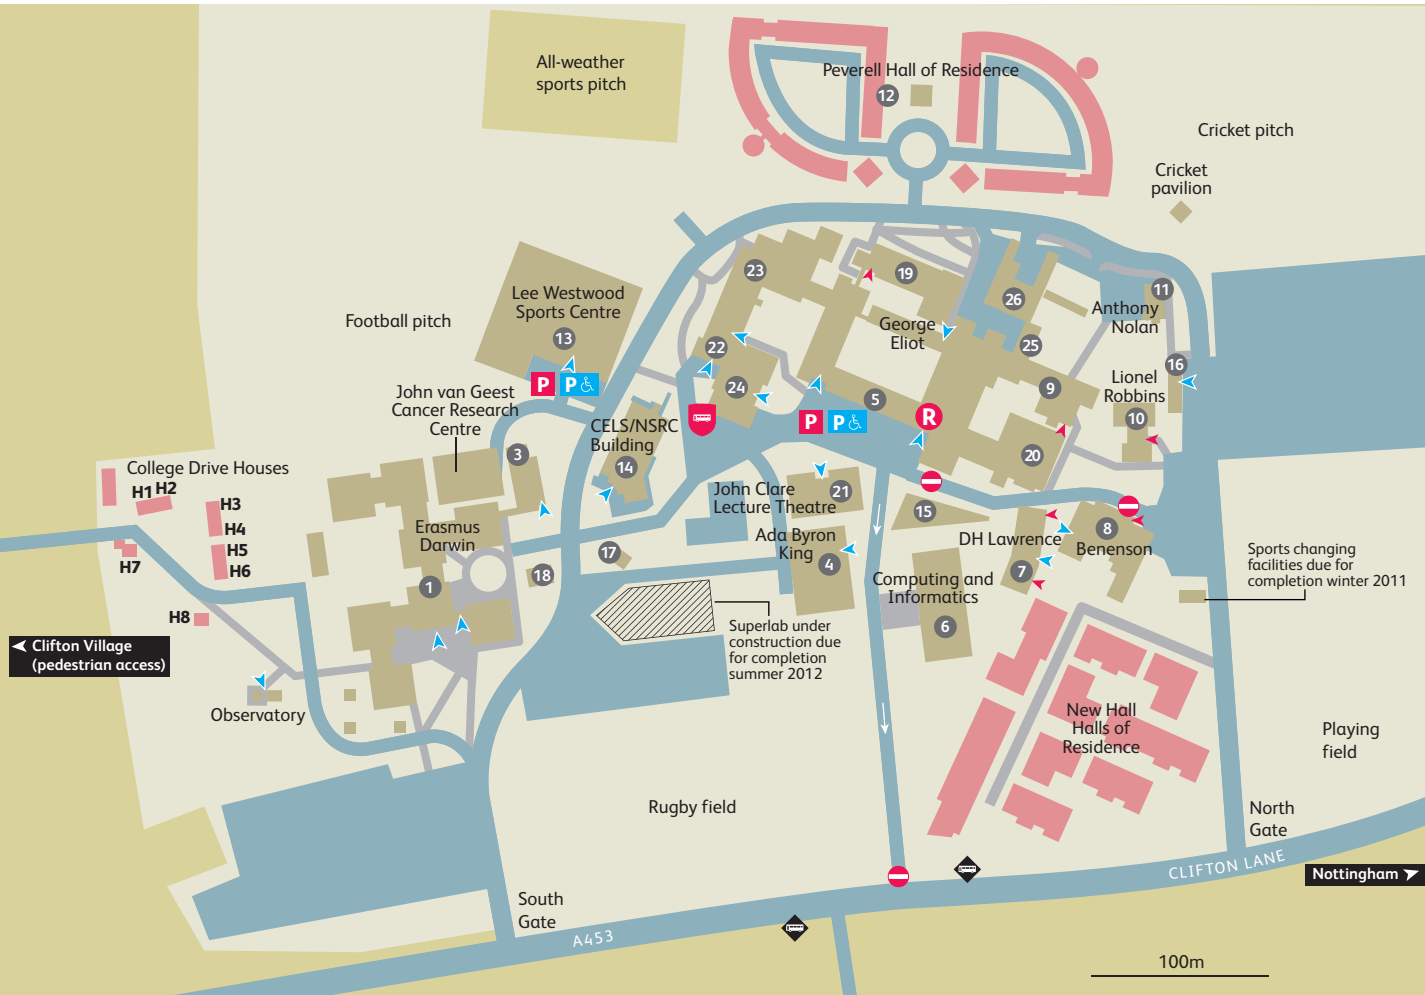 All-weather
sports pitch
Peverell Hall of Residence
12
Cricket pitch
Cricket
pavilion
23
19
26
11
Anthony
Nolan
Lee Westwood
Sports Centre
13
Football pitch
George
Eliot
25
22
16
P
P
24
John van Geest
Cancer Research
Centre
5
9
Lionel
Robbins
10
P
P
R
CELS/NSRC
Building
14
3
20
College Drive Houses
H1
H2
H3
H4
H5
H6
H7
H8
John Clare
Lecture Theatre
21
15
Erasmus
Darwin
1
Ada Byron
King
4
17
18
DH Lawrence
7
8
Benenson
Computing and
Informatics
6
Sports changing
facilities due for
completion winter 2011
Clifton Village
(pedestrian access)
Superlab under
construction due
for completion
summer 2012
Observatory
New Hall
Halls of
Residence
Playing
field
Rugby field
North
Gate
CLIFTON LANE
Nottingham
South
Gate
A453
100m